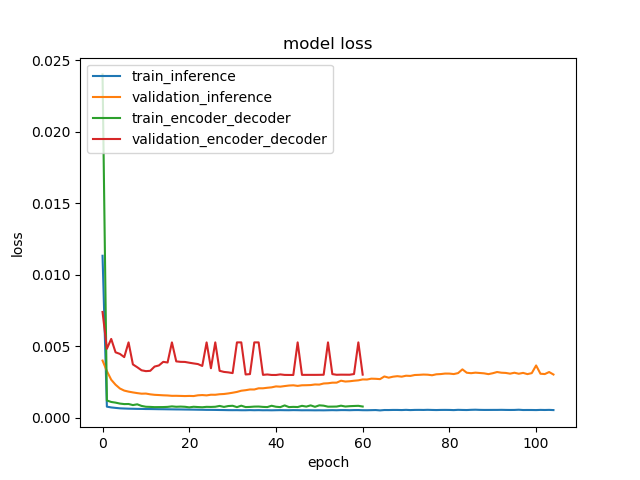 model loss
train_inference
validation_inference
train_encoder_decoder
validation_encoder_decoder
0.025
0.020
0.015
0.010
0.005
0.000
loss
0 20 40 60 80 100
epoch